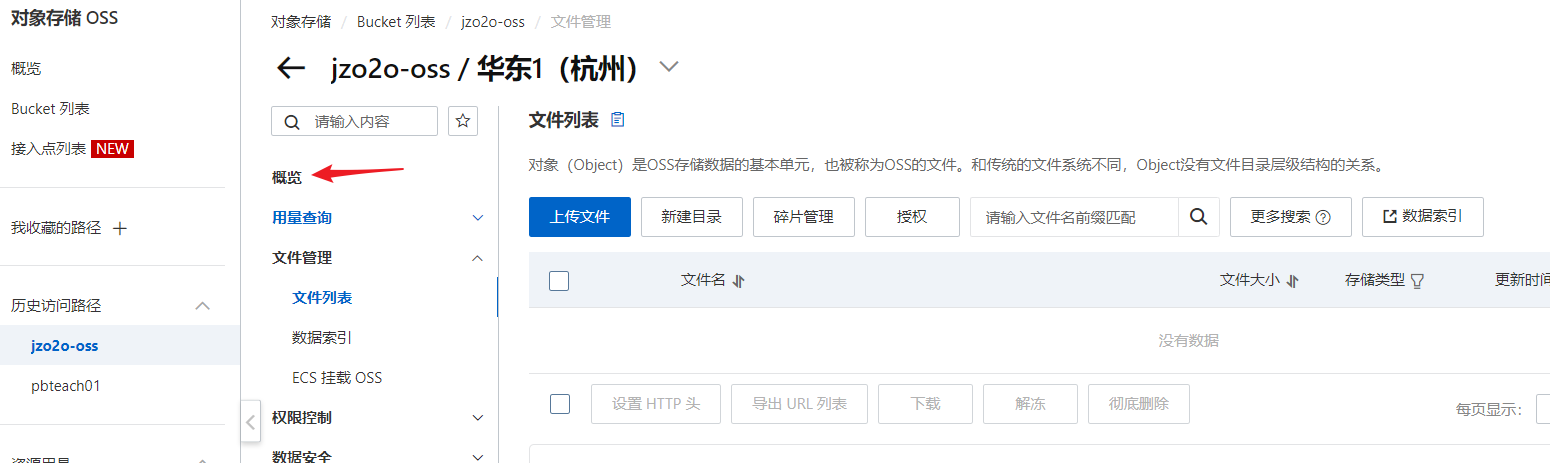 对象存储 OSS
概览
Bucket 列表
接入点列表 NEW
我收藏的路径
历史访问路径
jzo2o-oss
pbteach01
资源用量
对象存储 / Bucket 列表 / jzo2o-oss / 文件管理
jzo2o-oss / 华东1（杭州）
请输入内容
概览
用量查询
文件管理
文件列表
数据索引
ECS 挂载 OSS
权限控制
数据安全
文件列表
对象（Object）是OSS存储数据的基本单元，也被称为OSS的文件。和传统的文件系统不同，Object没有文件目录层级结构的关系。
上传文件 新建目录 碎片管理 授权 请输入文件名前缀匹配 更多搜索 数据索引
文件名 文件大小 存储类型 更新时间
没有数据
设置 HTTP 头 导出 URL 列表 下载 解冻 彻底删除
每页显示：